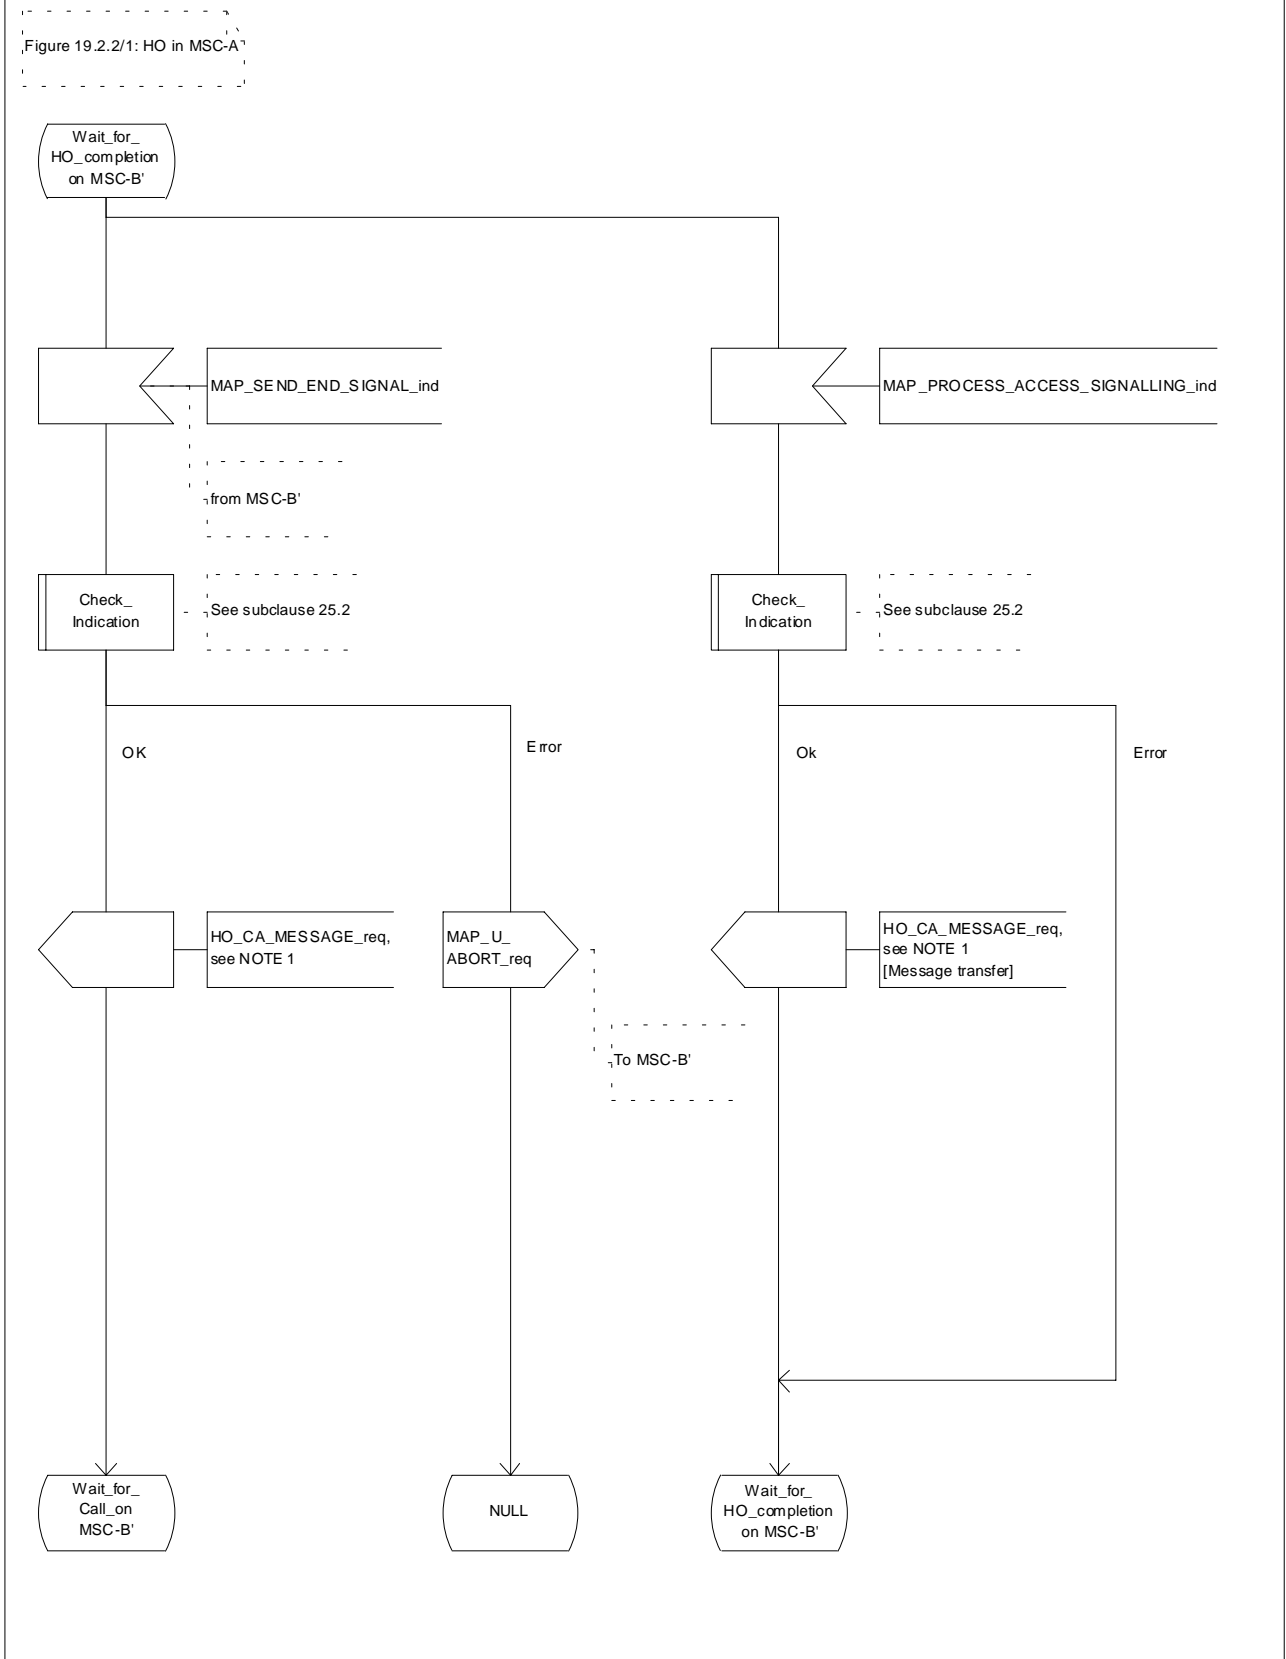 Figure 19.2.2/1: HO in MSC-A
Wait_for_
HO_completion
on MSC-B'
MAP_SEND_END_SIGNAL_ind
MAP_PROCESS_ACCESS_SIGNALLING_ind
from MSC-B'
Check_
Indication
See subclause 25.2
Check_
Indication
See subclause 25.2
OK
Error
Ok
Error
HO_CA_MESSAGE_req,
see NOTE 1
MAP_U_
ABORT_req
HO_CA_MESSAGE_req,
see NOTE 1
[Message transfer]
To MSC-B'
Wait_for_
Call_on
MSC-B'
NULL
Wait_for_
HO_completion
on MSC-B'